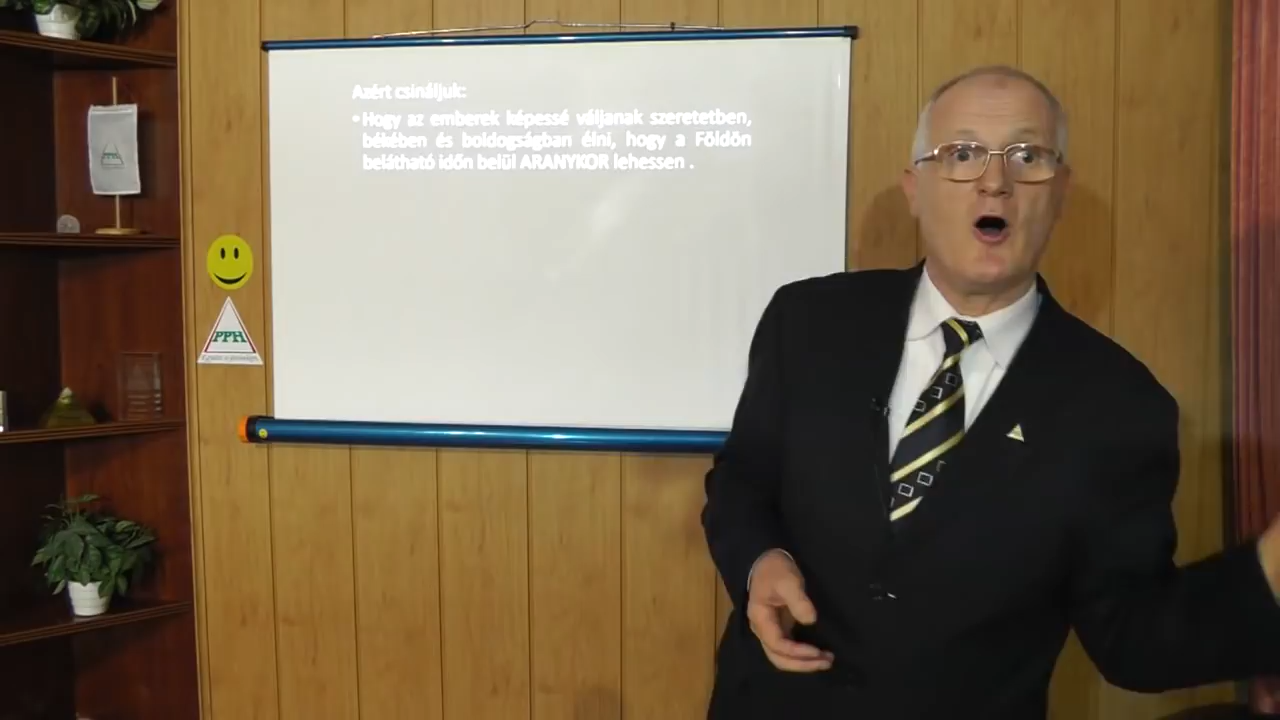 Azért csináljuk:
• Hogy az emberek képessé váljanak szeretetben,
békében és boldogságban élni, hogy a Földön
belátható időn belül ARANYKOR lehessen .
PPH
PPH